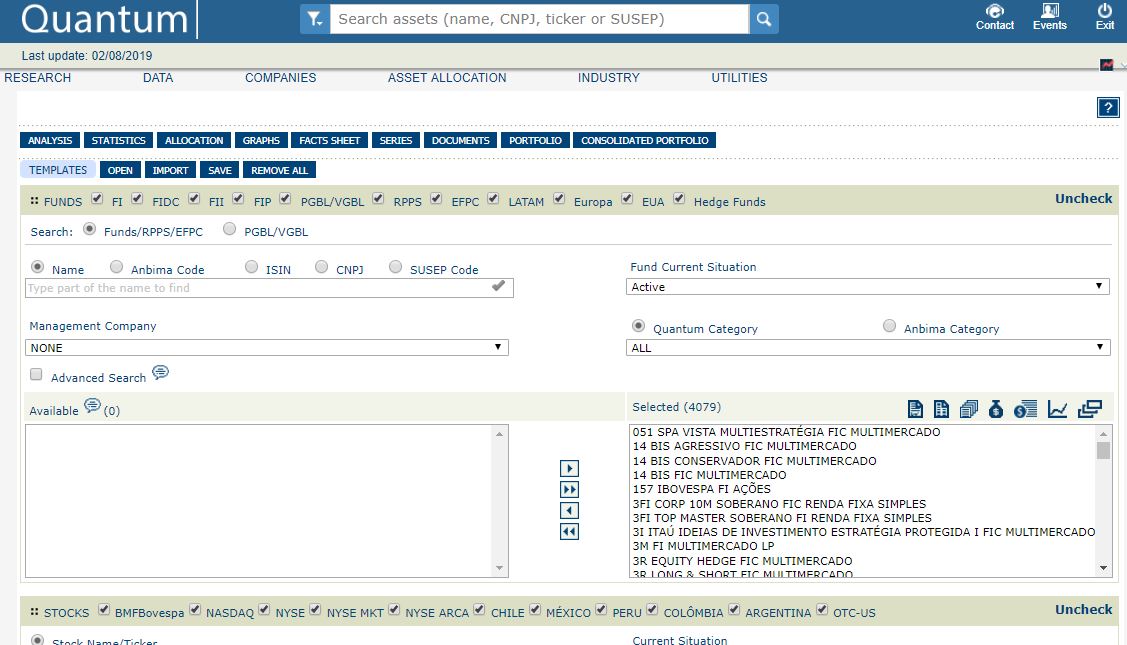 Quantum
Search assets (name, CNPJ, ticker or SUSEP)
Contact Events Exit
Last update: 02/08/2019
RESEARCH DATA COMPANIES ASSET ALLOCATION INDUSTRY UTILITIES
?
ANALYSIS STATISTICS ALLOCATION GRAPHS FACTS SHEET SERIES DOCUMENTS PORTFOLIO CONSOLIDATED PORTFOLIO
TEMPLATES OPEN IMPORT SAVE REMOVE ALL
FUNDS FI FIDC FII FIP PGBL/VGBL RPPS EFPC LATAM Europa EUA Hedge Funds Uncheck
Search: Funds/RPPS/EFPC PGBL/VGBL
Name Anbima Code ISIN CNPJ SUSEP Code Fund Current Situation
Type part of the name to find Active
Management Company Quantum Category Anbima Category
NONE ALL
Advanced Search
Available (0) Selected (4079)
051 SPA VISTA MULTIESTRATÉGIA FIC MULTIMERCADO
14 BIS AGRESSIVO FIC MULTIMERCADO
14 BIS CONSERVADOR FIC MULTIMERCADO
14 BIS FIC MULTIMERCADO
157 IBOVESPA FI AÇÕES
3FI CORP 10M SOBERANO FIC RENDA FIXA SIMPLES
3FI TOP MASTER SOBERANO FI RENDA FIXA SIMPLES
3I ITAÚ IDEIAS DE INVESTIMENTO ESTRATÉGIA PROTEGIDA I FIC MULTIMERCADO
3M FI MULTIMERCADO LP
3R EQUITY HEDGE FIC MULTIMERCADO
3R LONG & SHORT FIC MULTIMERCADO
STOCKS BMFBovespa NASDAQ NYSE NYSE MKT NYSE ARCA CHILE MÉXICO PERU COLÔMBIA ARGENTINA OTC-US Uncheck
Stock Name/Ticker Current Situation